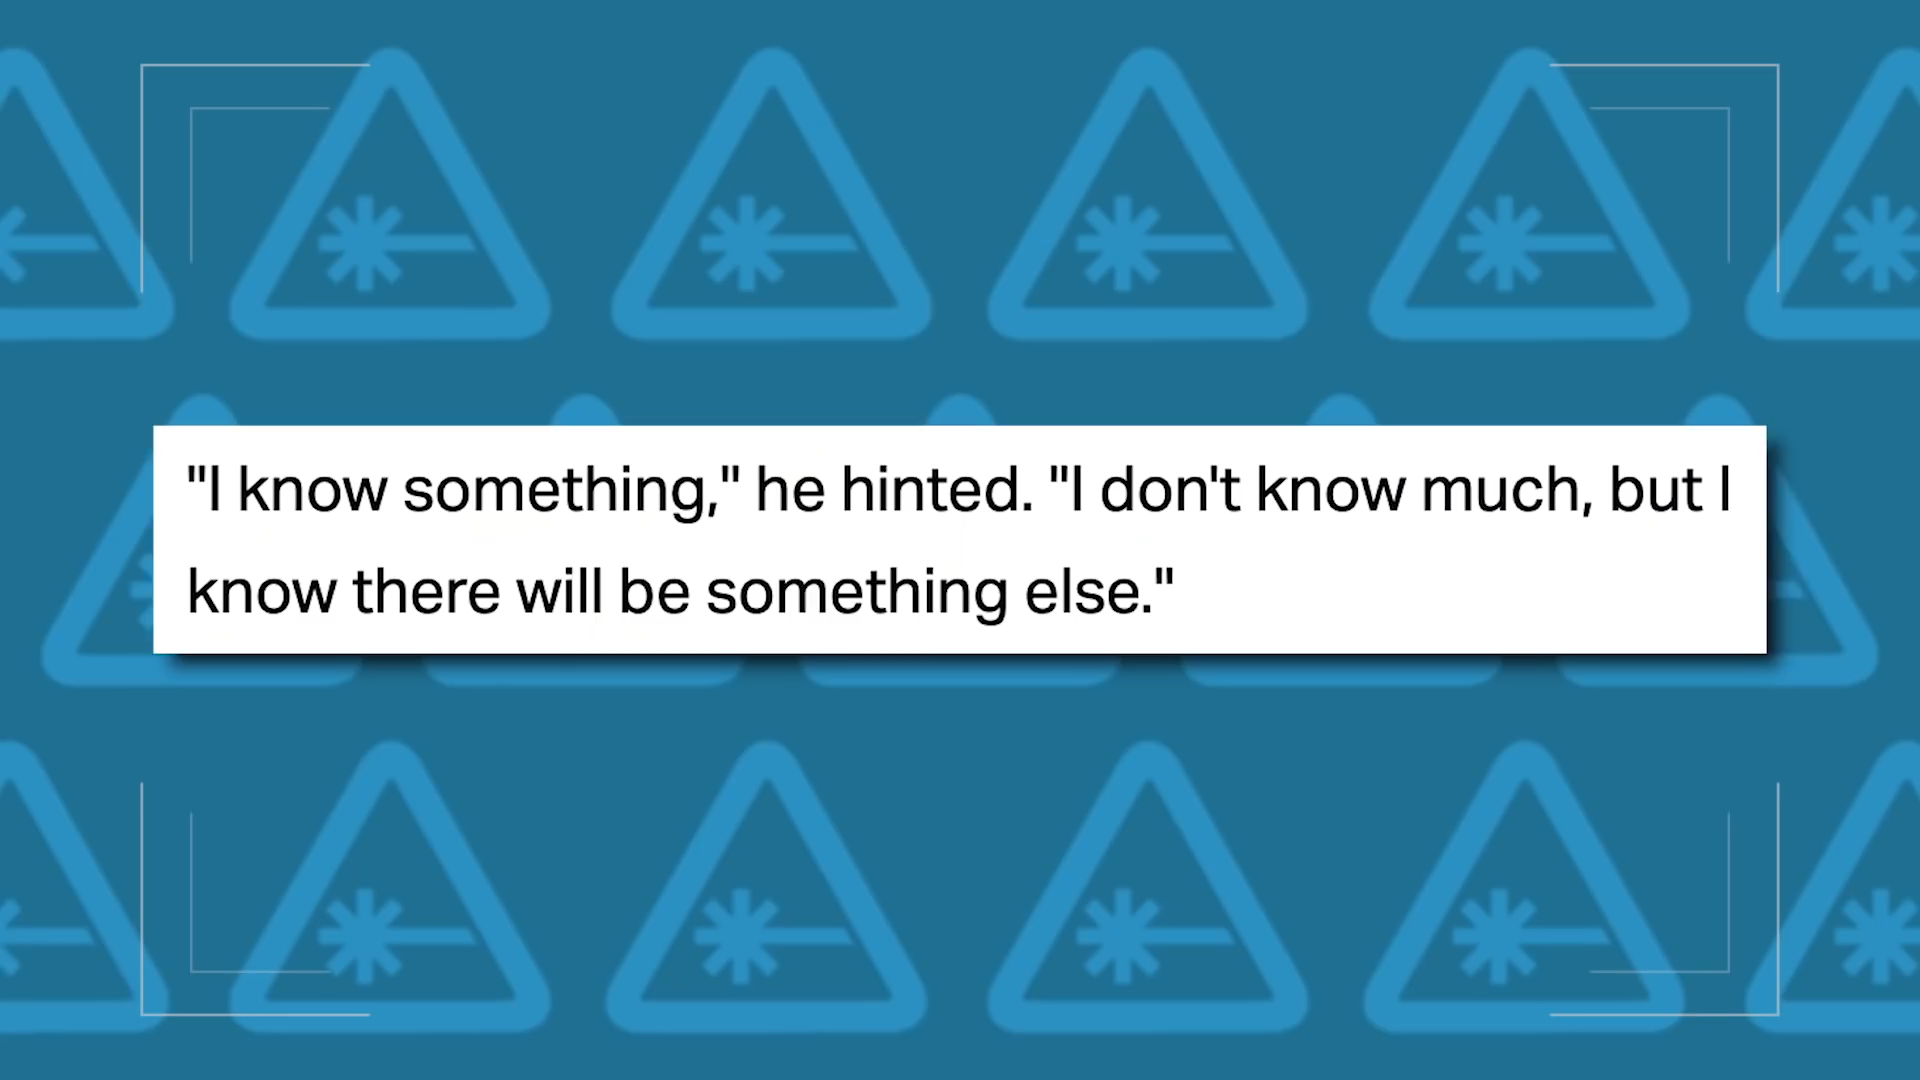 "I know something," he hinted. "I don't know much, but I
know there will be something else."